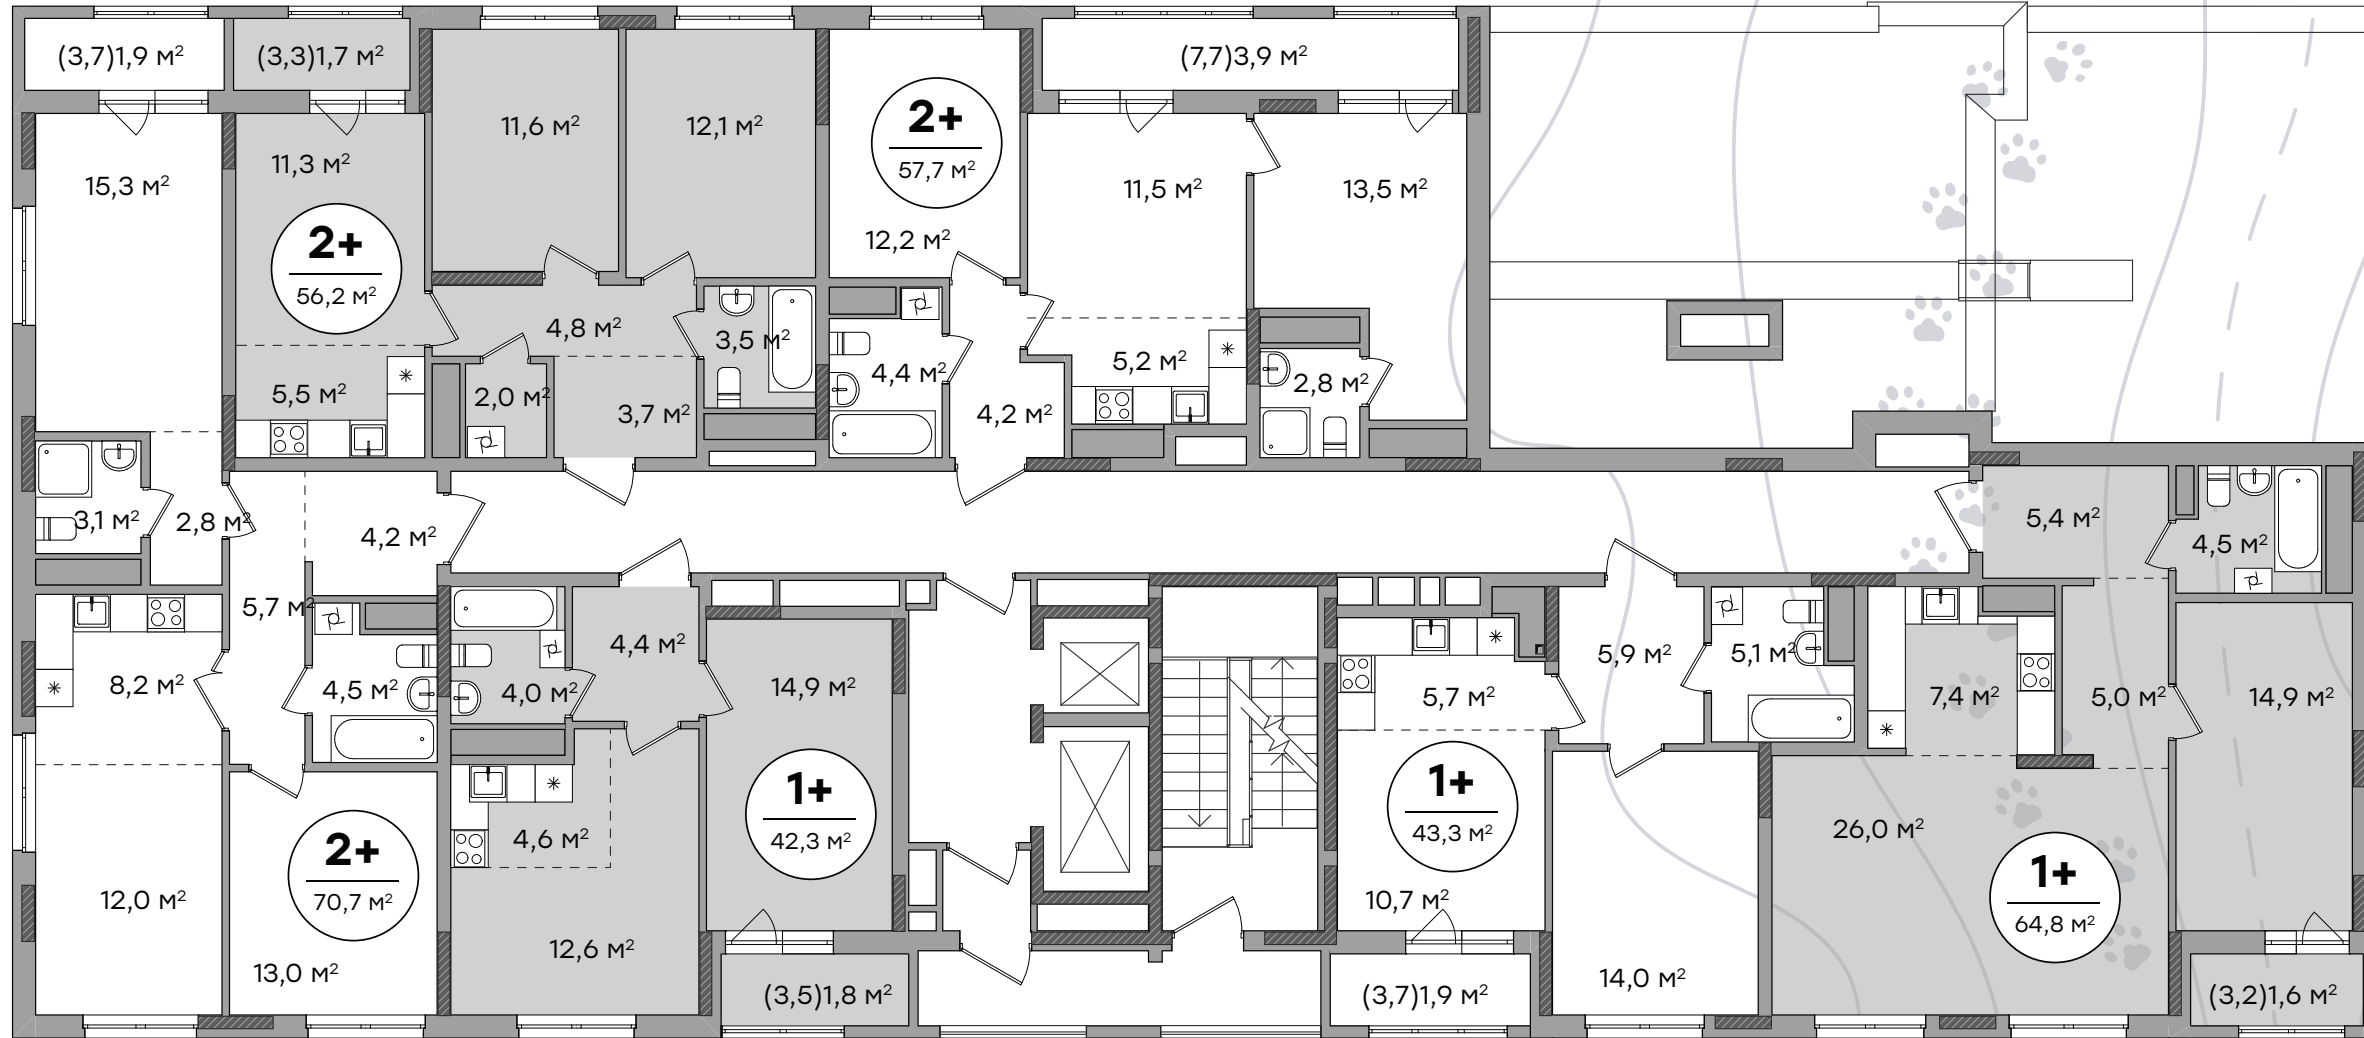 (3,7)1,9 м²
(3,3)1,7 м²
(7,7)3,9 м²
11,6 м²
12,1 м²
2+
57,7 м²
15,3 м²
11,3 м²
11,5 м²
13,5 м²
2+
56,2 м²
12,2 м²
4,8 м²
3,5 м²
5,2 м²
4,4 м²
2,8 м²
5,5 м²
2,0 м²
3,7 м²
4,2 м²
3,1 м²
2,8 м²
4,2 м²
5,4 м²
4,5 м²
5,7 м²
4,4 м²
5,9 м²
5,1 м²
8,2 м²
4,5 м²
4,0 м²
14,9 м²
5,7 м²
7,4 м²
5,0 м²
14,9 м²
1+
42,3 м²
1+
43,3 м²
4,6 м²
26,0 м²
2+
70,7 м²
12,0 м²
10,7 м²
1+
64,8 м²
12,6 м²
13,0 м²
14,0 м²
(3,5)1,8 м²
(3,7)1,9 м²
(3,2)1,6 м²